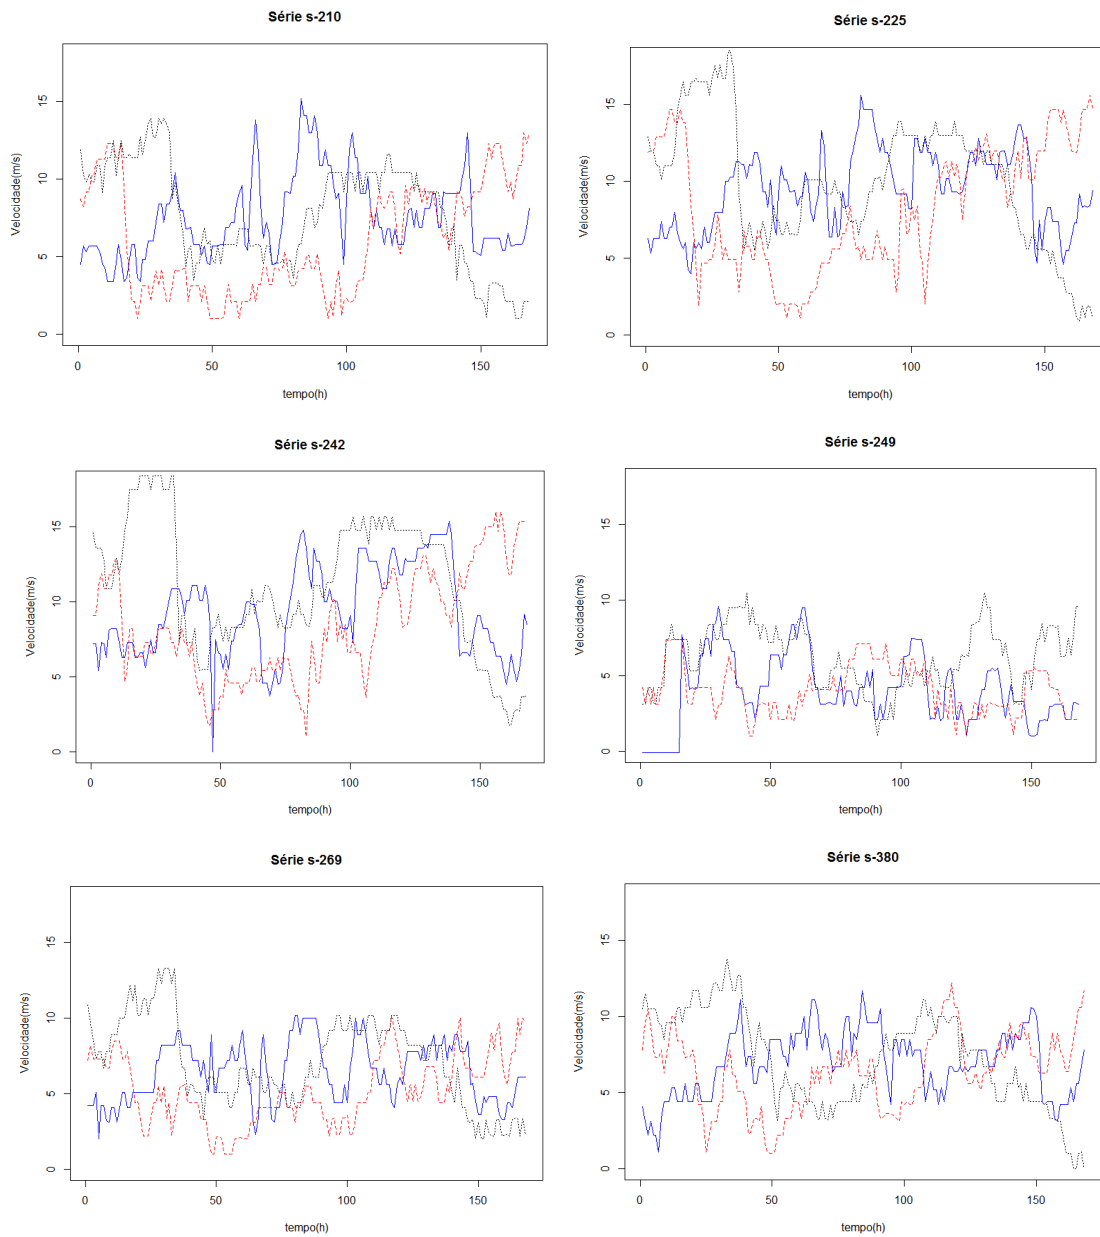 Série s-210
Velocidade(m/s)
15
10
5
0
0 50 100 150
tempo(h)
Série s-225
Velocidade(m/s)
15
10
5
0
0 50 100 150
tempo(h)
Série s-242
Velocidade(m/s)
15
10
5
0
0 50 100 150
tempo(h)
Série s-249
Velocidade(m/s)
15
10
5
0
0 50 100 150
tempo(h)
Série s-269
Velocidade(m/s)
15
10
5
0
0 50 100 150
tempo(h)
Série s-380
Velocidade(m/s)
15
10
5
0
0 50 100 150
tempo(h)